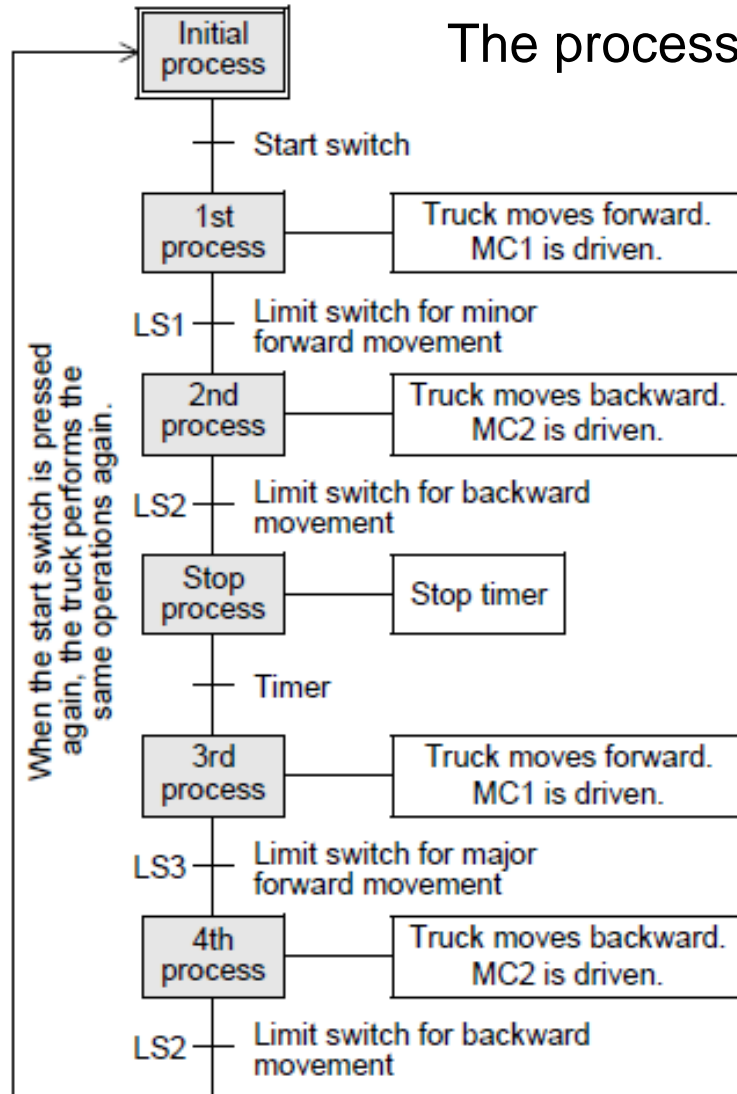 The process
Initial
process
Start switch
1st
process
Truck moves forward.
MC1 is driven.
LS1
Limit switch for minor
forward movement
2nd
process
Truck moves backward.
MC2 is driven.
LS2
Limit switch for backward
movement
Stop
process
Stop timer
Timer
3rd
process
Truck moves forward.
MC1 is driven.
LS3
Limit switch for major
forward movement
4th
process
Truck moves backward.
MC2 is driven.
LS2
Limit switch for backward
movement
When the start switch is pressed
again, the truck performs the
same operations again.